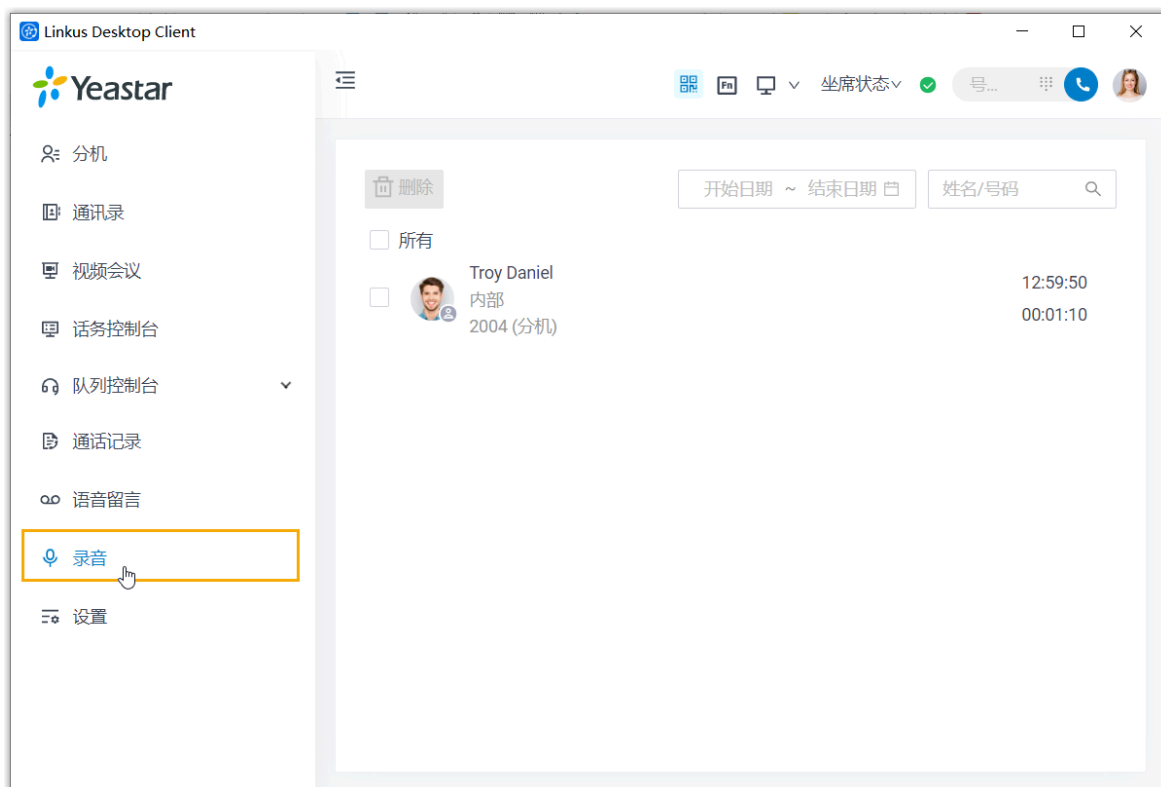 Linkus Desktop Client
Yeastar
Fn
坐席状态
号...
分机
通讯录
视频会议
话务控制台
队列控制台
通话记录
语音留言
录音
设置
删除
开始日期 ~ 结束日期
姓名/号码
所有
Troy Daniel
内部
2004 (分机)
12:59:50
00:01:10